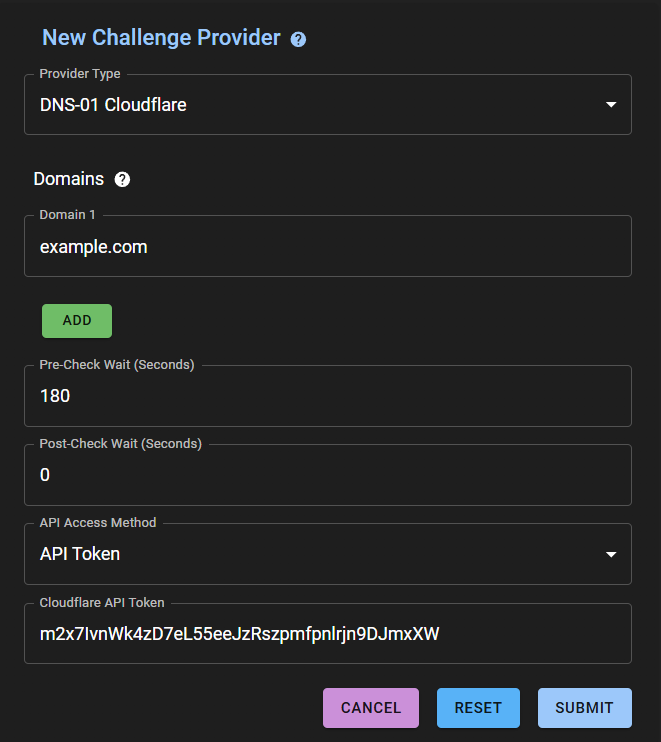 New Challenge Provider ?
Provider Type
DNS-01 Cloudflare
Domains ?
Domain 1
example.com
ADD
Pre-Check Wait (Seconds)
180
Post-Check Wait (Seconds)
0
API Access Method
API Token
Cloudflare API Token
m2x7IvnWk4zD7eL55eeJzRszpmfpnlrjn9DJmxXW
CANCEL
RESET
SUBMIT